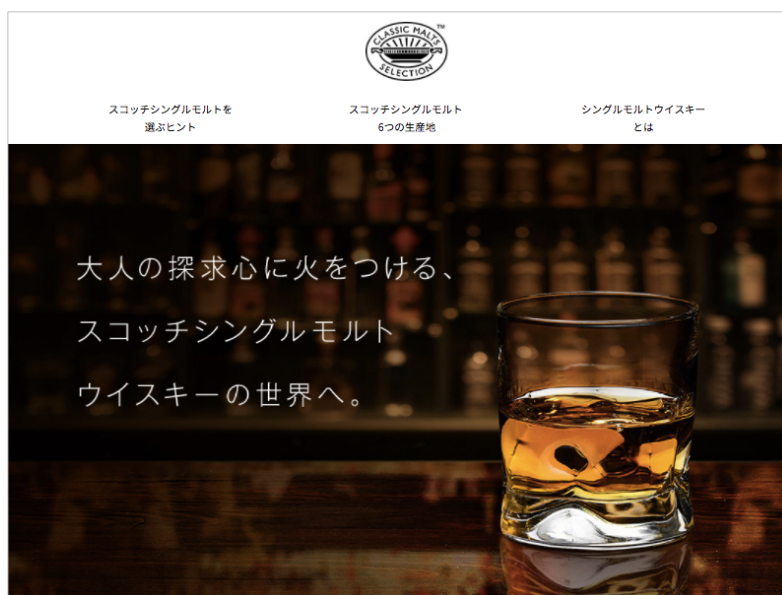 CLASSIC MALTS
SELECTION
TM
スコッチシングルモルトを
選ぶヒント
スコッチシングルモルト
6つの生産地
シングルモルトウイスキー
とは
大人の探求心に火をつける、
スコッチシングルモルト
ウイスキーの世界へ。